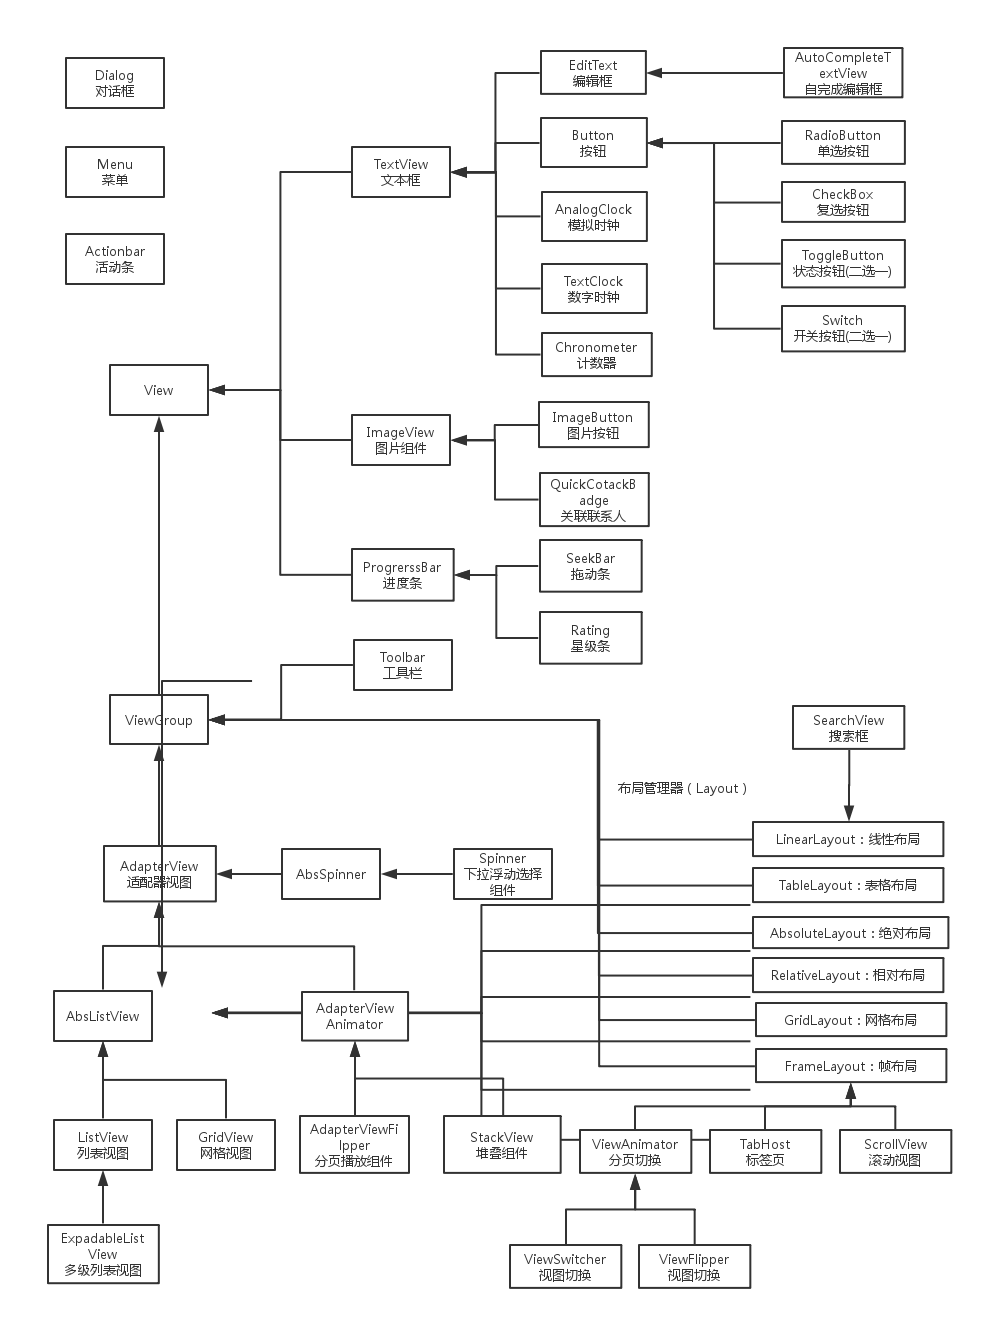 Dialog
对话框
Menu
菜单
Actionbar
活动条
View
TextView
文本框
EditText
编辑框
AutoCompleteT
extView
自完成编辑框
Button
按钮
RadioButton
单选按钮
CheckBox
复选按钮
ToggleButton
状态按钮(二选一)
Switch
开关按钮(二选一)
AnalogClock
模拟时钟
TextClock
数字时钟
Chronometer
计数器
ImageView
图片组件
ImageButton
图片按钮
QuickCotackB
adge
关联联系人
ProgrerssBar
进度条
SeekBar
拖动条
Rating
星级条
Toolbar
工具栏
ViewGroup
SearchView
搜索框
布局管理器 ( Layout )
LinearLayout : 线性布局
TableLayout : 表格布局
AbsoluteLayout : 绝对布局
RelativeLayout : 相对布局
GridLayout : 网格布局
FrameLayout : 帧布局
AdapterView
适配器视图
AbsSpinner
Spinner
下拉浮动选择
组件
AbsListView
AdapterView
Animator
ListView
列表视图
GridView
网格视图
AdapterViewFi
lpper
分页播放组件
StackView
堆叠组件
ViewAnimator
分页切换
TabHost
标签页
ScrollView
滚动视图
ExpadableList
View
多级列表视图
ViewSwitcher
视图切换
ViewFlipper
视图切换